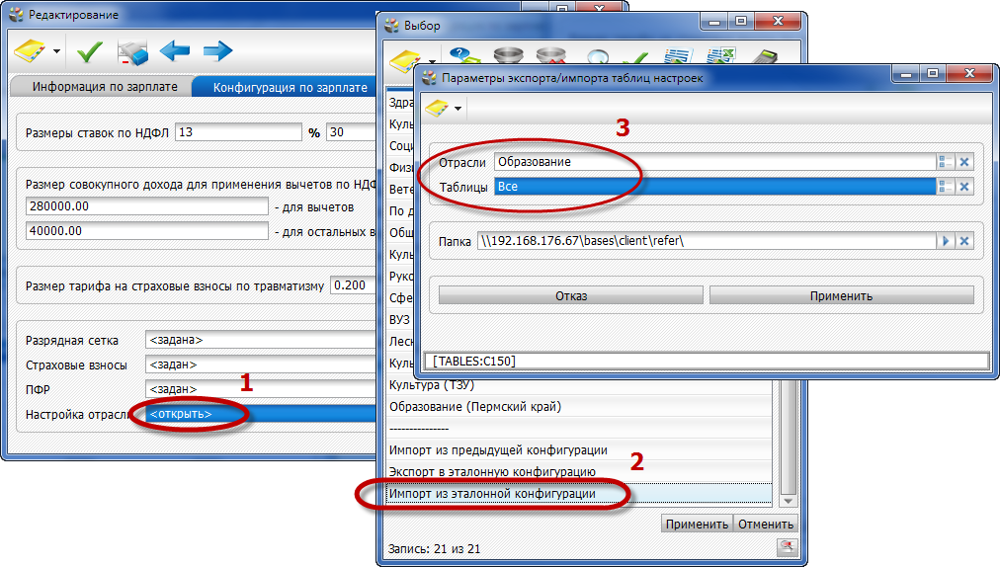 Редактирование
Информация по зарплате
Конфигурация по зарплате
Размеры ставок по НДФЛ 13 % 30
Размер совокупного дохода для применения вычетов по НДФ
280000.00 - для вычетов
40000.00 - для остальных в
Размер тарифа на страховые взносы по травматизму 0.200
Разрядная сетка <задана>
Страховые взносы <задан>
ПФР <задан>
1
Настройка отрасли <открыть>
Выбор
Здра
Куль
Соци
Физи
Вете
По д
Общ
Куль
Руко
Сфе
ВУЗ
Лесн
Куль
Культура (ТЗУ)
Образование (Пермский край)
---------------
Импорт из предыдущей конфигурации
Экспорт в эталонную конфигурацию
2
Импорт из эталонной конфигурации
Применить Отменить
Запись: 21 из 21
Параметры экспорта/импорта таблиц настроек
3
Отрасли Образование
Таблицы Все
Папка \\192.168.176.67\bases\client\refer\
Отказ Применить
[TABLES:C150]